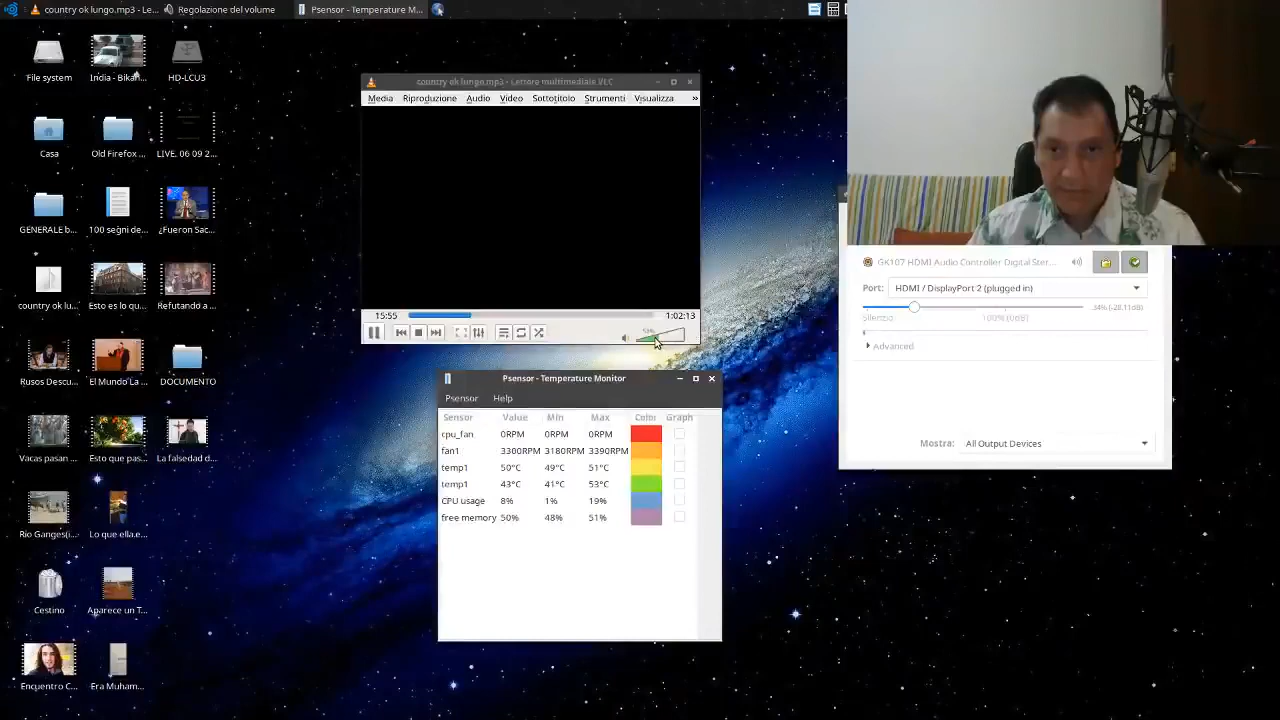 country ok lungo.mp3 - Le...
Regolazione del volume
Psensor - Temperature M...
File system
India - Bikan...
HD-LCU3
Casa
Old Firefox ...
LIVE. 06 09 2...
GENERALE b...
100 segni de...
¿Fueron Sac...
country ok lu...
Esto es lo qu...
Refutando a...
Rusos Descu...
El Mundo La ...
DOCUMENTO
Vacas pasan ...
Esto que pas...
La falsedad d...
Rio Ganges(i...
Lo que ella.e...
Cestino
Aparece un T...
Encuentro C...
Era Muham...
country ok lungo.mp3 - Lettore multimediale VLC
Media Riproduzione Audio Video Sottotitolo Strumenti Visualizza »
15:55
1:02:13
Psensor - Temperature Monitor
Psensor Help
Sensor Value Min Max Color Graph
cpu_fan 0RPM 0RPM 0RPM
fan1 3300RPM 3180RPM 3390RPM
temp1 50°C 49°C 51°C
temp1 43°C 41°C 53°C
CPU usage 8% 1% 19%
free memory 50% 48% 51%
GK107 HDMI Audio Controller Digital Ster...
Port: HDMI / DisplayPort 2 (plugged in)
34% (-28,11dB)
Silenzio
100% (0dB)
Advanced
Mostra: All Output Devices